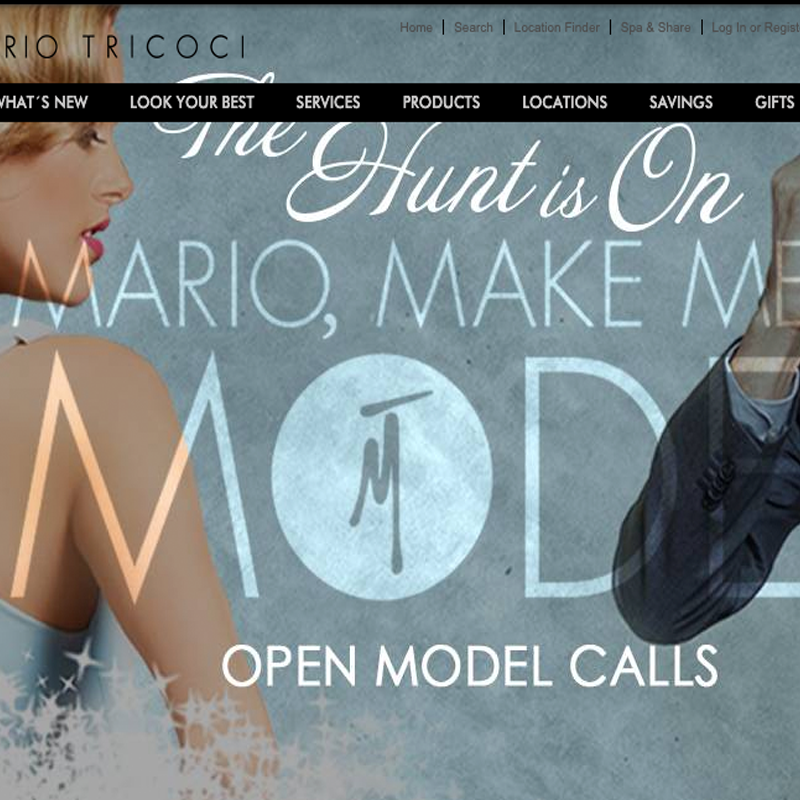 Home | Search | Location Finder | Spa & Share | Log In or Regist
RIO TRICOCI
WHAT´S NEW LOOK YOUR BEST SERVICES PRODUCTS LOCATIONS SAVINGS GIFTS
The
Hunt is On
MARIO, MAKE ME
MODE
OPEN MODEL CALLS